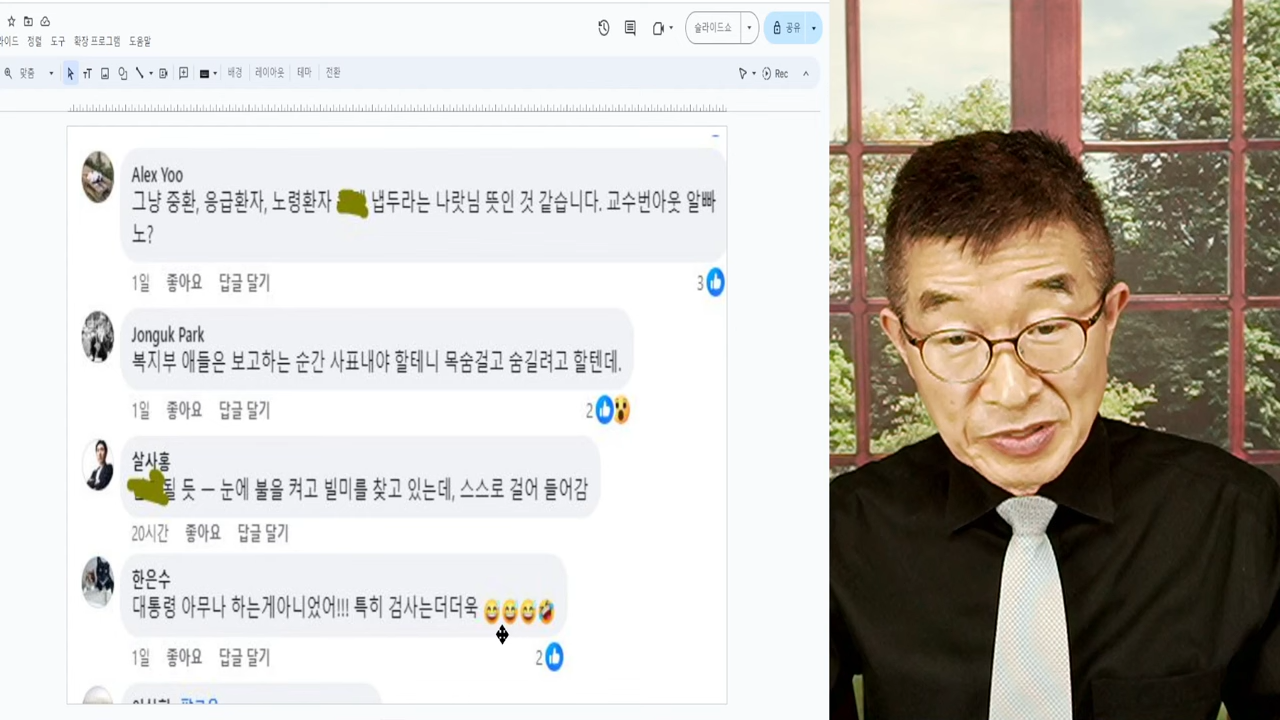 정렬 도구 확장 프로그램 도움말
슬라이드쇼
공유
맞춤
배경 레이아웃 테마 전환
Rec
Alex Yoo
그냥 중환, 응급환자, 노령환자 냅두라는 나랏님 뜻인 것 같습니다. 교수번아웃 알빠
노?
1일 좋아요 답글 달기
3
Jonguk Park
복지부 애들은 보고하는 순간 사표내야 할테니 목숨걸고 숨길려고 할텐데.
1일 좋아요 답글 달기
2
살사홍
될 듯 – 눈에 불을 켜고 빌미를 찾고 있는데, 스스로 걸어 들어감
20시간 좋아요 답글 달기
한은수
대통령 아무나 하는게아니었어!!! 특히 검사는더더욱 😅😅😅🤣
1일 좋아요 답글 달기
2